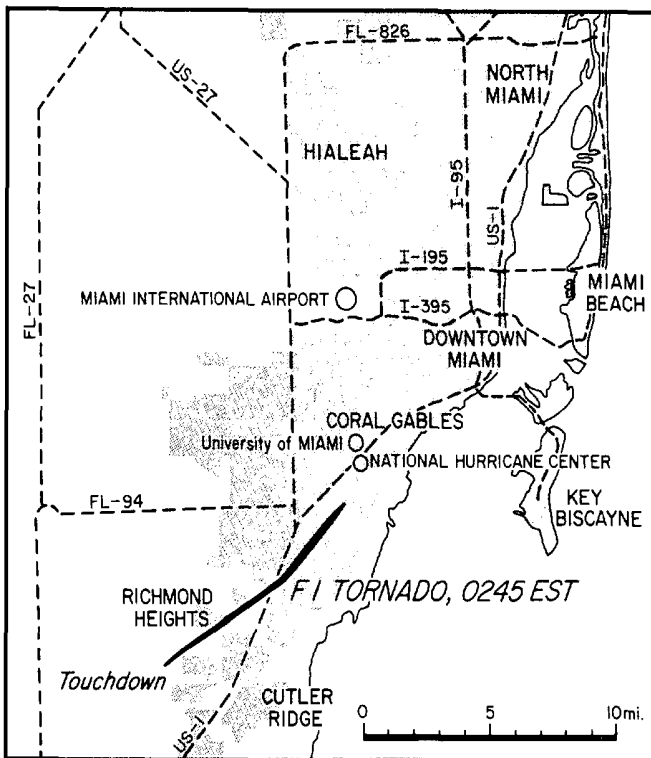 FL-826
US-27
NORTH
MIAMI
HIALEAH
I-95
US-1
I-195
MIAMI INTERNATIONAL AIRPORT
I-395
MIAMI
BEACH
FL-27
DOWNTOWN
MIAMI
CORAL GABLES
University of MIAMI
NATIONAL HURRICANE CENTER
FL-94
KEY
BISCAYNE
RICHMOND
HEIGHTS
F1 TORNADO, 0245 EST
Touchdown
CUTLER
RIDGE
US-1
0 5 10 mi.